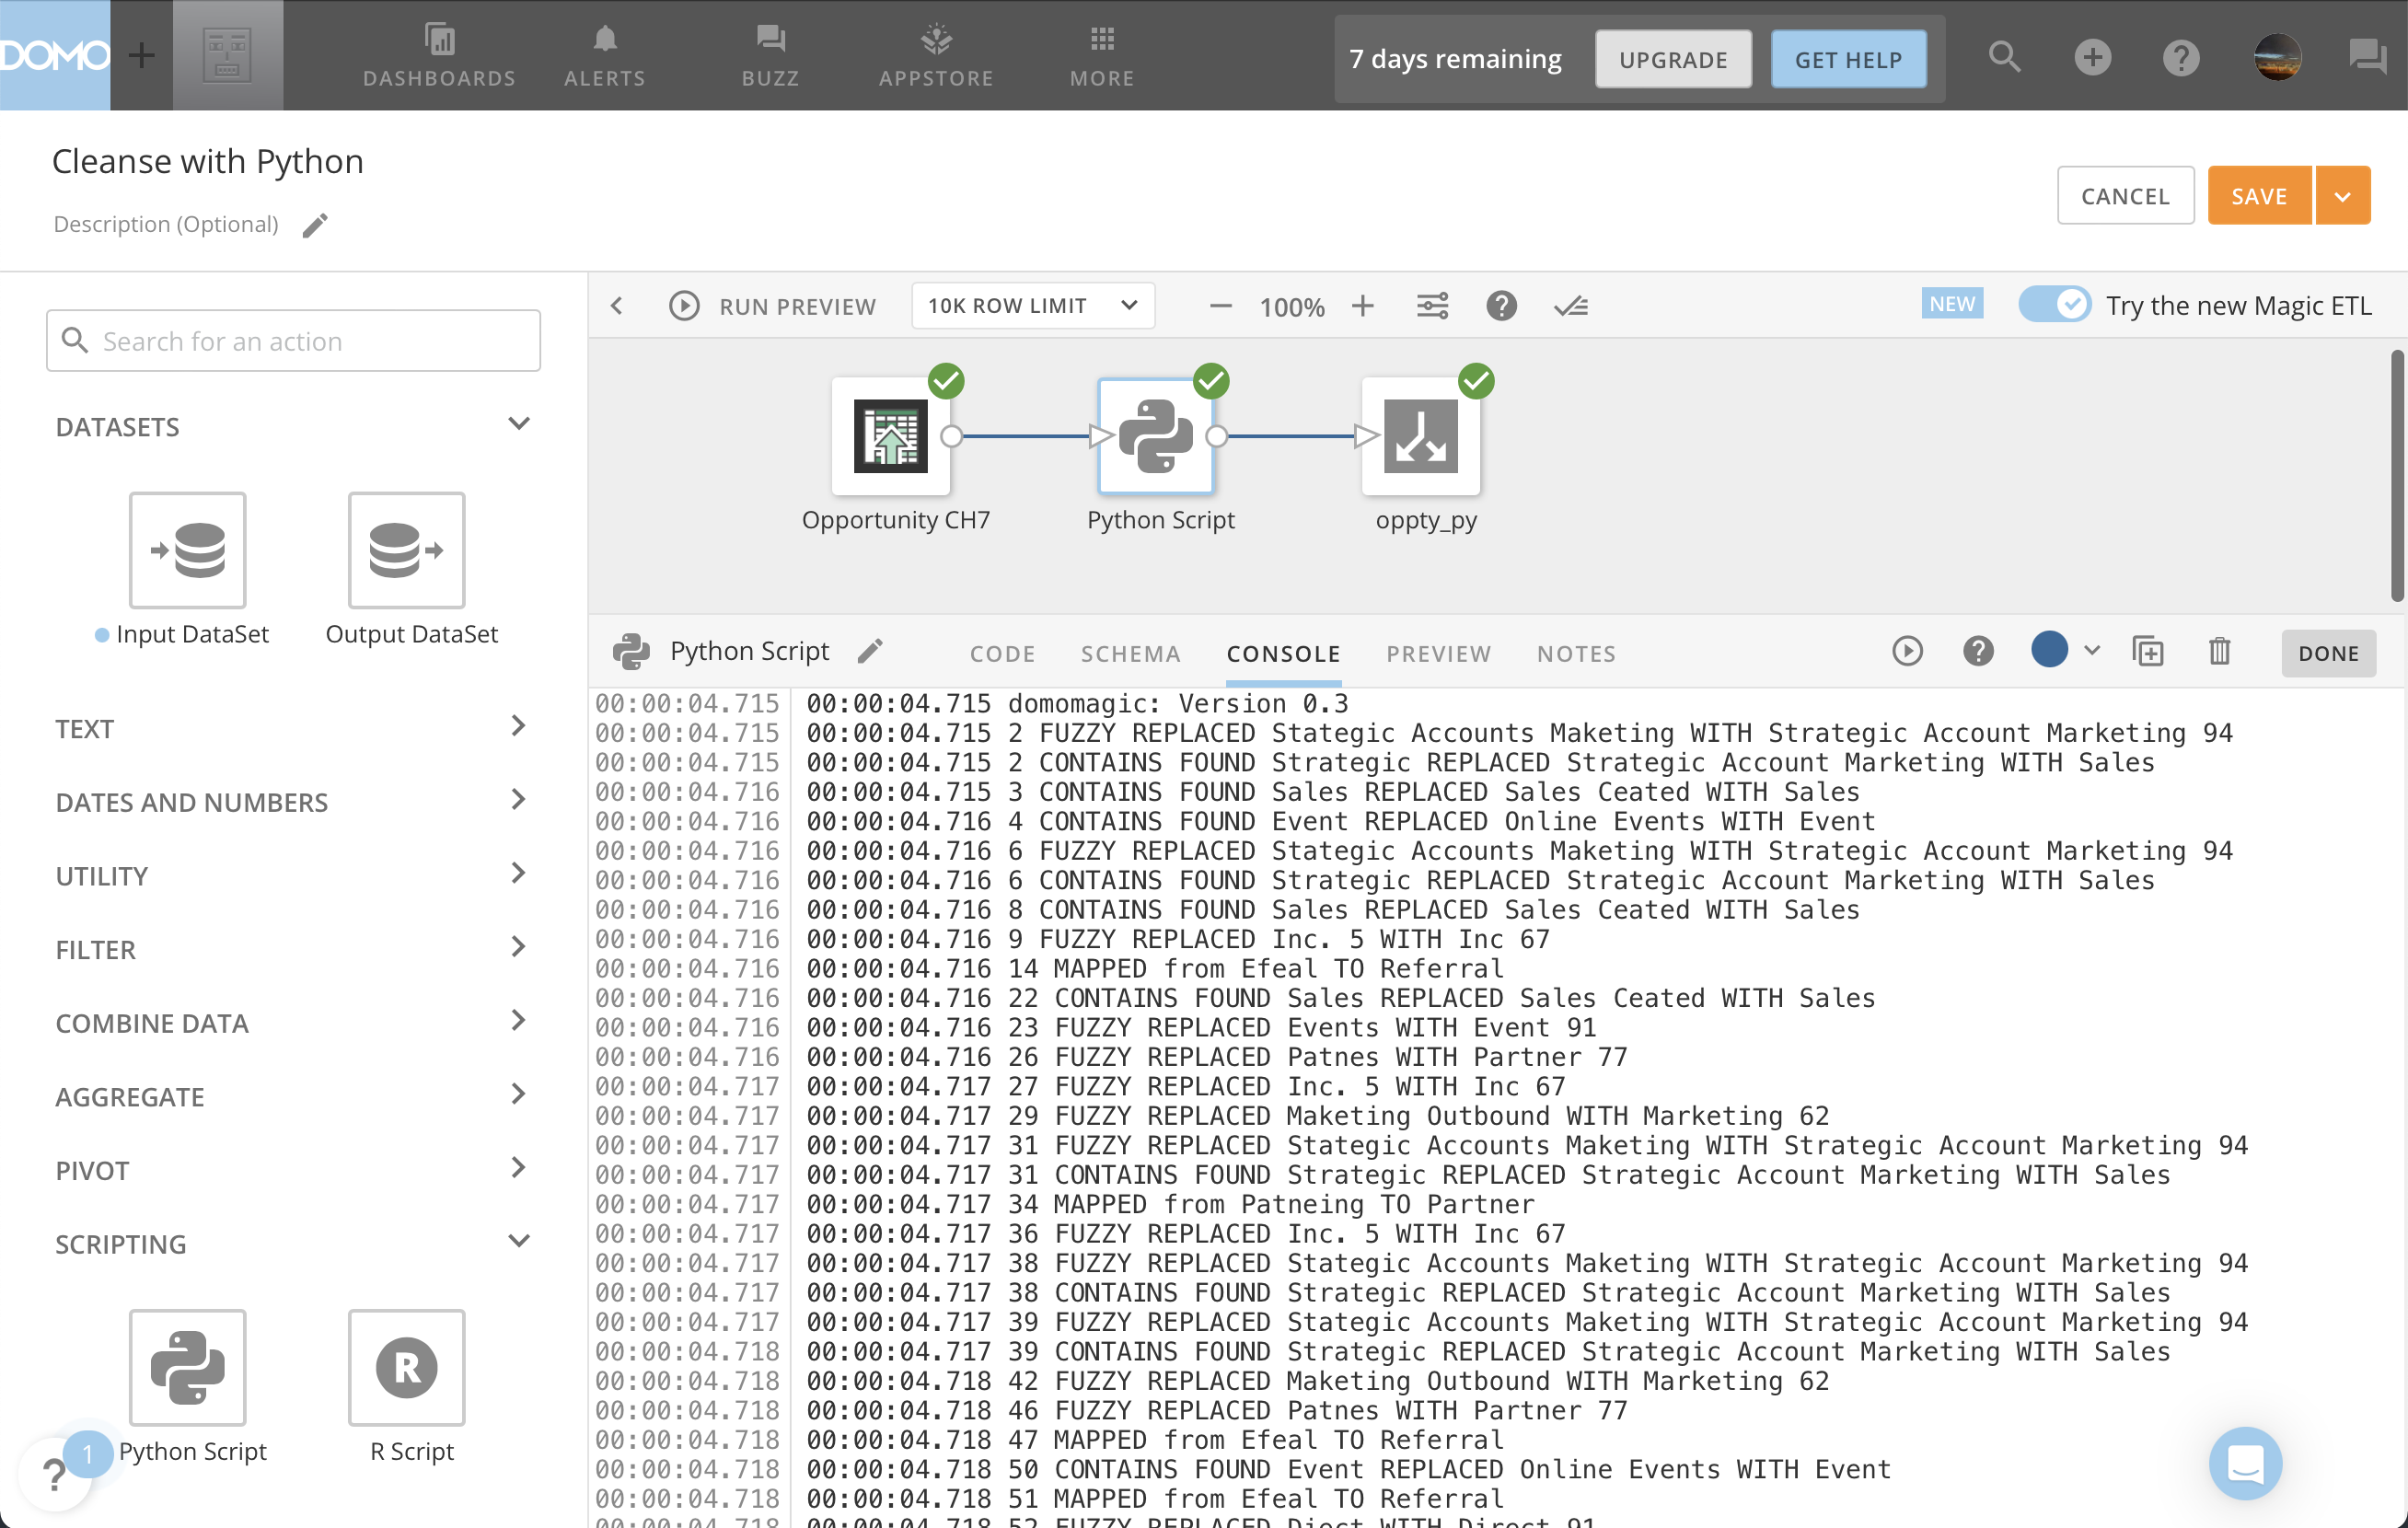 DOMO
DASHBOARDS
ALERTS
BUZZ
APPSTORE
MORE
7 days remaining
UPGRADE
GET HELP
Cleanse with Python
Description (Optional)
CANCEL
SAVE
RUN PREVIEW
10K ROW LIMIT
100%
NEW
Try the new Magic ETL
Search for an action
DATASETS
Input DataSet
Output DataSet
TEXT
DATES AND NUMBERS
UTILITY
FILTER
COMBINE DATA
AGGREGATE
PIVOT
SCRIPTING
Python Script
R
R Script
?
1
Opportunity CH7
Python Script
oppty_py
Python Script
CODE
SCHEMA
CONSOLE
PREVIEW
NOTES
DONE
00:00:04.715 00:00:04.715 domomagic: Version 0.3
00:00:04.715 00:00:04.715 2 FUZZY REPLACED Stategic Accounts Maketing WITH Strategic Account Marketing 94
00:00:04.715 00:00:04.715 2 CONTAINS FOUND Strategic REPLACED Strategic Account Marketing WITH Sales
00:00:04.716 00:00:04.715 3 CONTAINS FOUND Sales REPLACED Sales Ceated WITH Sales
00:00:04.716 00:00:04.716 4 CONTAINS FOUND Event REPLACED Online Events WITH Event
00:00:04.716 00:00:04.716 6 FUZZY REPLACED Stategic Accounts Maketing WITH Strategic Account Marketing 94
00:00:04.716 00:00:04.716 6 CONTAINS FOUND Strategic REPLACED Strategic Account Marketing WITH Sales
00:00:04.716 00:00:04.716 8 CONTAINS FOUND Sales REPLACED Sales Ceated WITH Sales
00:00:04.716 00:00:04.716 9 FUZZY REPLACED Inc. 5 WITH Inc 67
00:00:04.716 00:00:04.716 14 MAPPED from Efeal TO Referral
00:00:04.716 00:00:04.716 22 CONTAINS FOUND Sales REPLACED Sales Ceated WITH Sales
00:00:04.716 00:00:04.716 23 FUZZY REPLACED Events WITH Event 91
00:00:04.716 00:00:04.716 26 FUZZY REPLACED Patnes WITH Partner 77
00:00:04.717 00:00:04.717 27 FUZZY REPLACED Inc. 5 WITH Inc 67
00:00:04.717 00:00:04.717 29 FUZZY REPLACED Maketing Outbound WITH Marketing 62
00:00:04.717 00:00:04.717 31 FUZZY REPLACED Stategic Accounts Maketing WITH Strategic Account Marketing 94
00:00:04.717 00:00:04.717 31 CONTAINS FOUND Strategic REPLACED Strategic Account Marketing WITH Sales
00:00:04.717 00:00:04.717 34 MAPPED from Patneing TO Partner
00:00:04.717 00:00:04.717 36 FUZZY REPLACED Inc. 5 WITH Inc 67
00:00:04.717 00:00:04.717 38 FUZZY REPLACED Stategic Accounts Maketing WITH Strategic Account Marketing 94
00:00:04.717 00:00:04.717 38 CONTAINS FOUND Strategic REPLACED Strategic Account Marketing WITH Sales
00:00:04.717 00:00:04.717 39 FUZZY REPLACED Stategic Accounts Maketing WITH Strategic Account Marketing 94
00:00:04.718 00:00:04.717 39 CONTAINS FOUND Strategic REPLACED Strategic Account Marketing WITH Sales
00:00:04.718 00:00:04.718 42 FUZZY REPLACED Maketing Outbound WITH Marketing 62
00:00:04.718 00:00:04.718 46 FUZZY REPLACED Patnes WITH Partner 77
00:00:04.718 00:00:04.718 47 MAPPED from Efeal TO Referral
00:00:04.718 00:00:04.718 50 CONTAINS FOUND Event REPLACED Online Events WITH Event
00:00:04.718 00:00:04.718 51 MAPPED from Efeal TO Referral
00:00:04.718 00:00:04.718 52 FUZZY REPLACED Diect WITH Direct 91